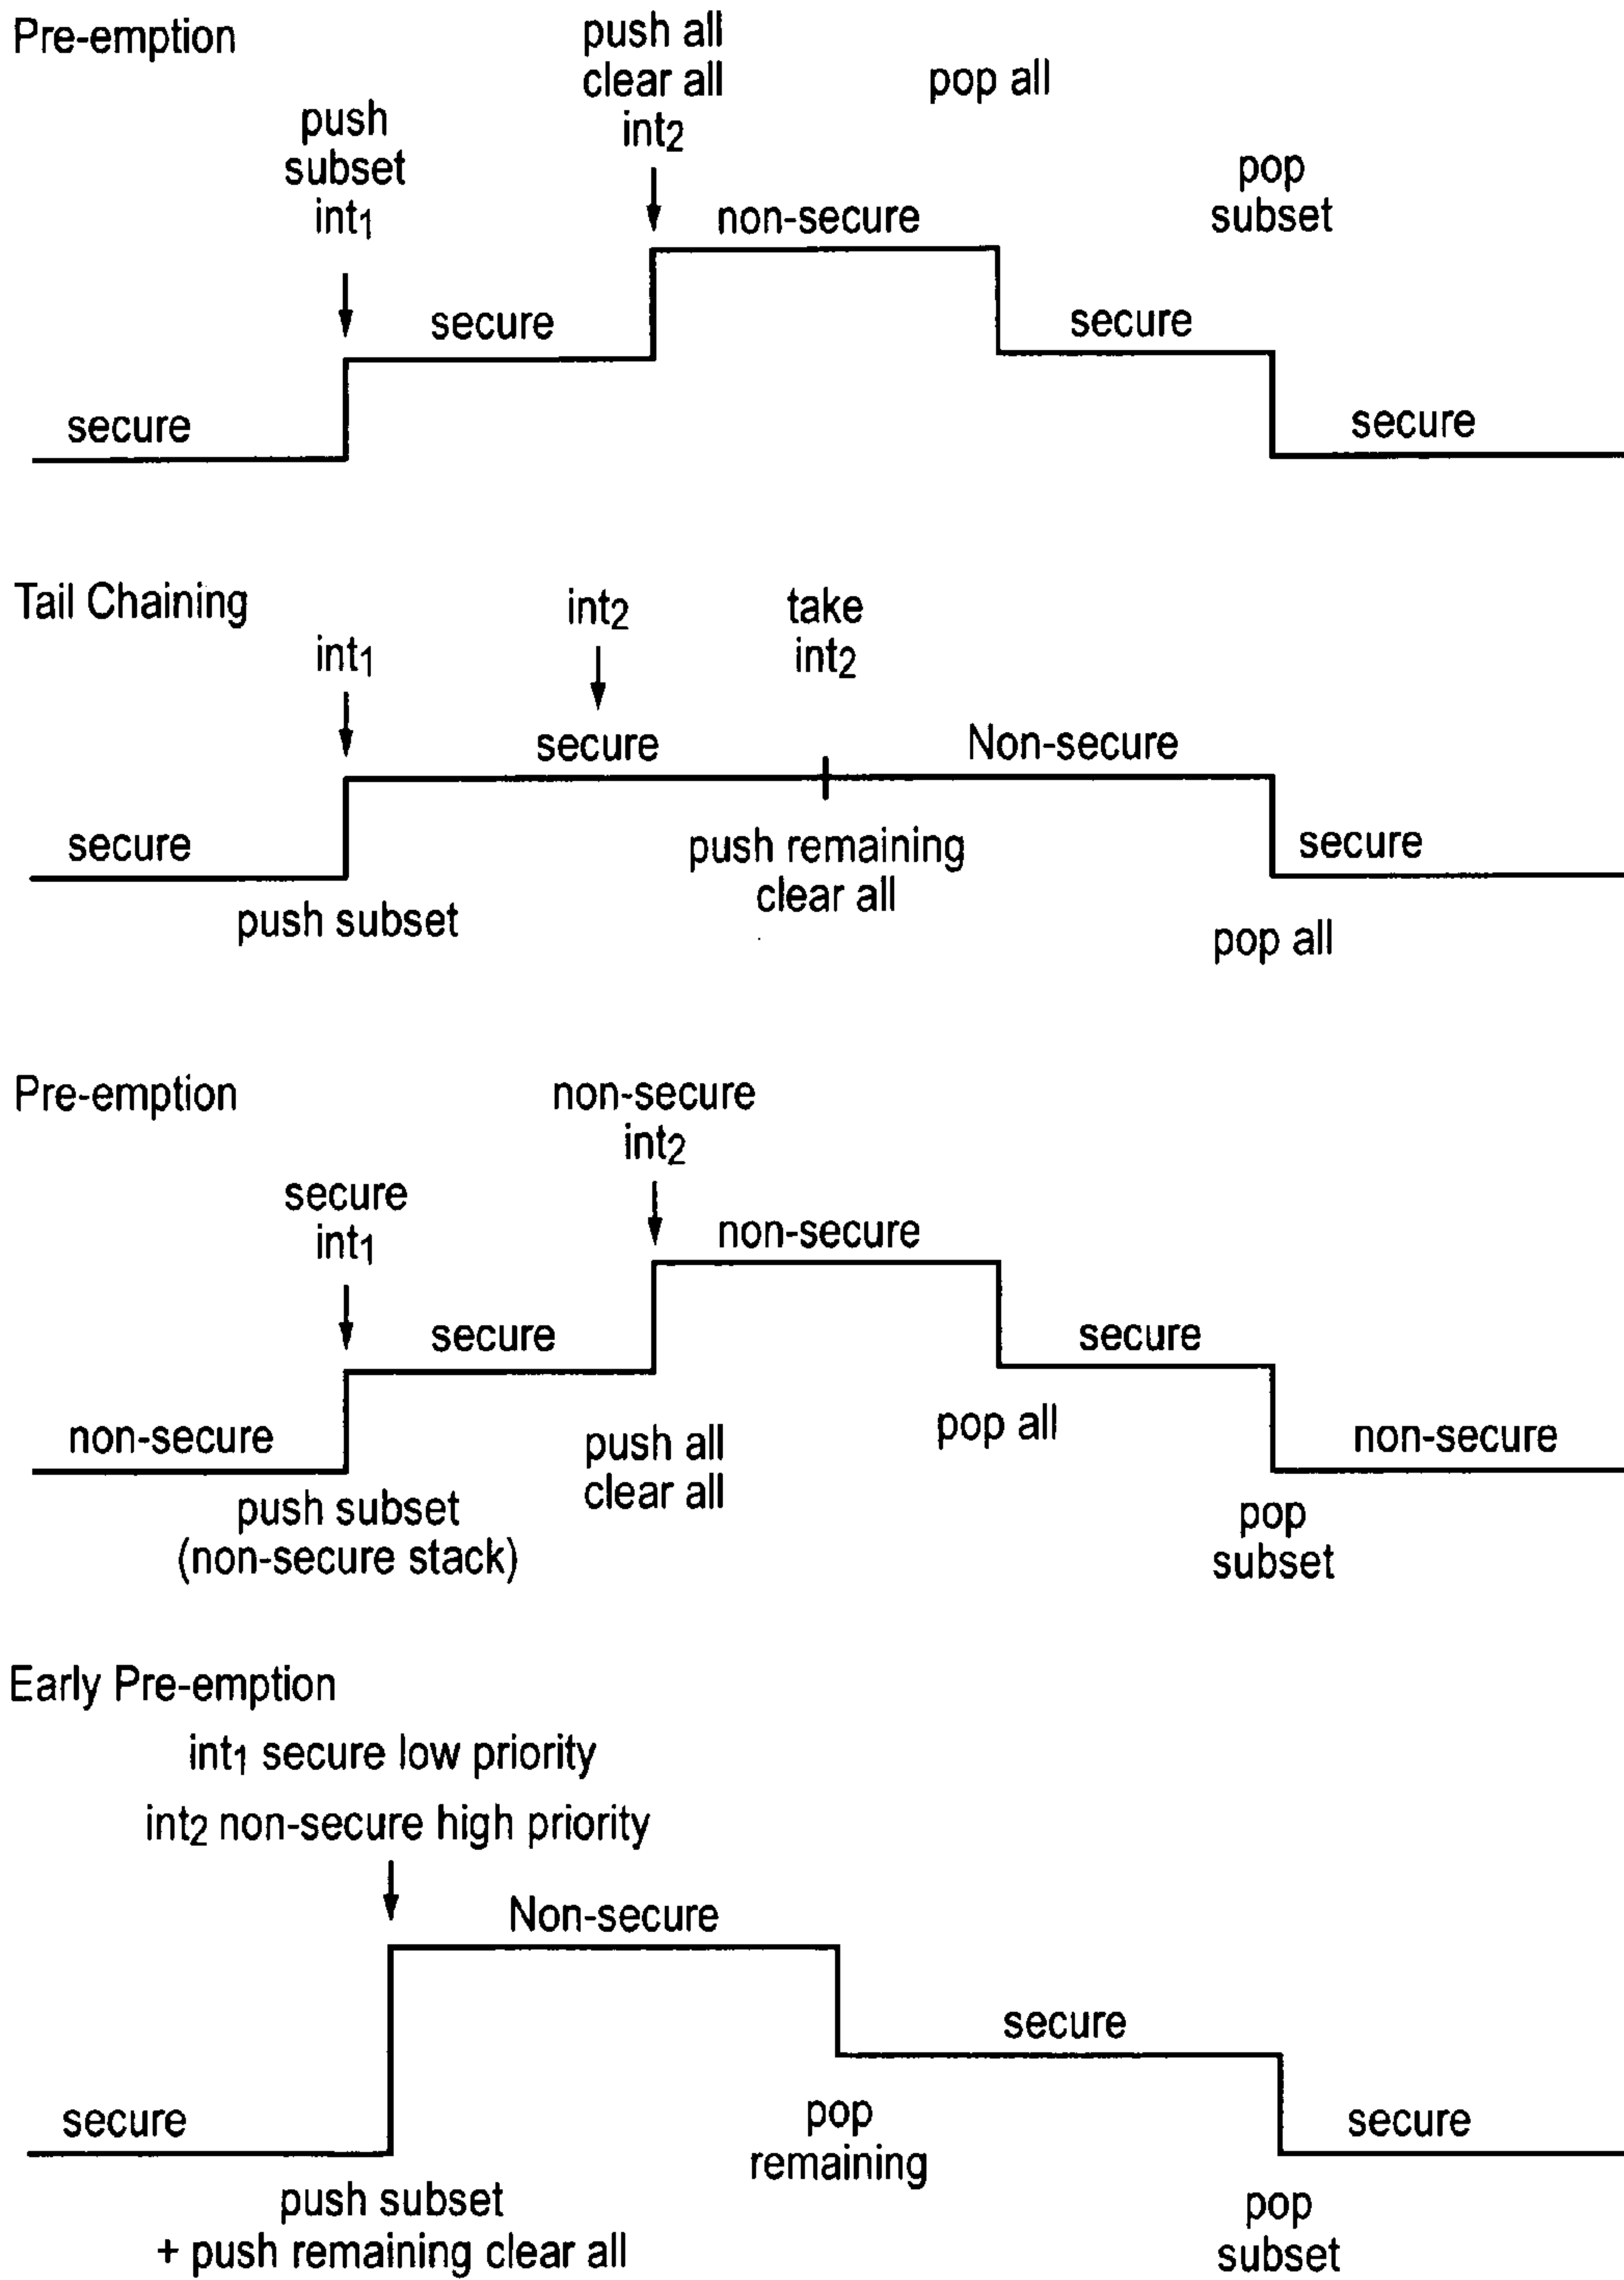 Pre-emption
push all
clear all
int2
pop all
push
subset
int1
pop
subset
non-secure
secure
secure
secure
secure
Tail Chaining
int1
int2
take
int2
secure
Non-secure
secure
secure
push remaining
clear all
push subset
pop all
Pre-emption
non-secure
int2
secure
int1
non-secure
secure
secure
non-secure
push all
clear all
pop all
non-secure
push subset
(non-secure stack)
pop
subset
Early Pre-emption
int1 secure low priority
int2 non-secure high priority
Non-secure
secure
secure
pop
remaining
secure
push subset
+ push remaining clear all
pop
subset